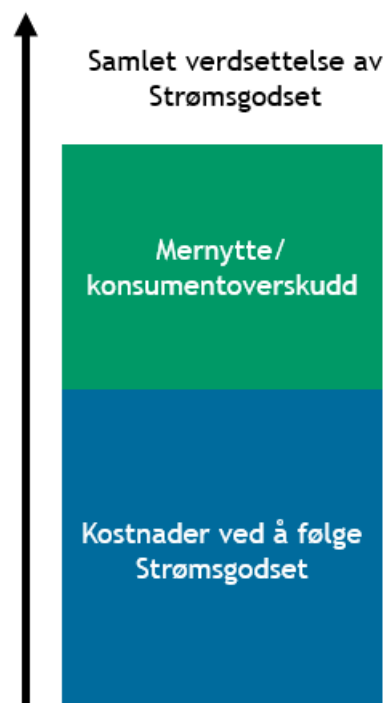 Samlet verdsettelse av
Strømsgodset
Mernytte/
konsumentoverskudd
Kostnader ved å følge
Strømsgodset